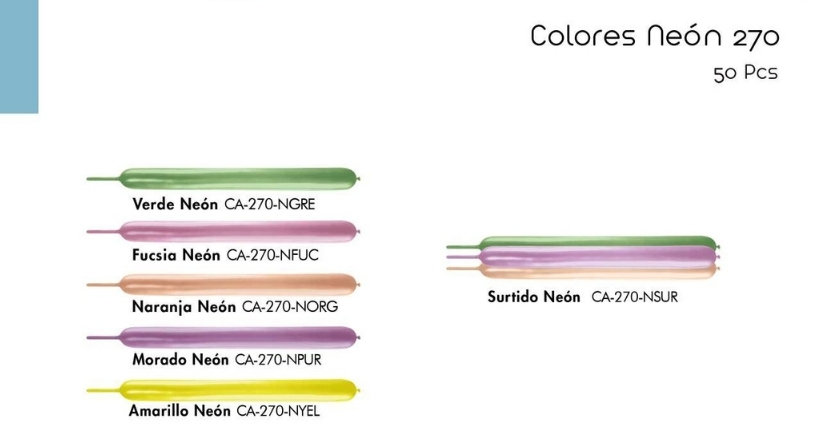 Colores Neón 270
50 Pcs
Verde Neón CA-270-NGRE
Fucsia Neón CA-270-NFUC
Naranja Neón CA-270-NORG
Morado Neón CA-270-NPUR
Amarillo Neón CA-270-NYEL
Surtido Neón CA-270-NSUR